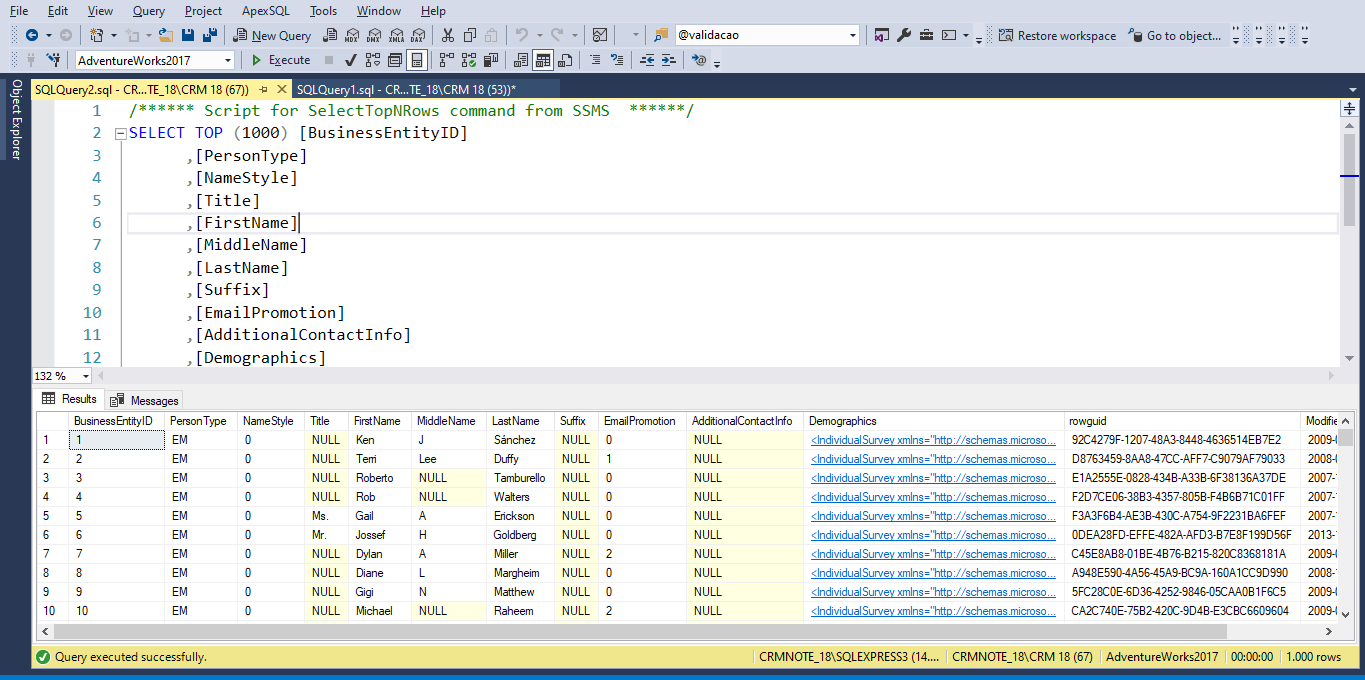 File Edit View Query Project ApexSQL Tools Window Help
New Query MDX DMX XMLA DAX @validacao Restore workspace Go to object...
AdventureWorks2017 Execute
Object Explorer
SQLQuery2.sql - CR...TE_18\CRM 18 (67)) SQLQuery1.sql - CR...TE_18\CRM 18 (53))*
1 /****** Script for SelectTopNRows command from SSMS ******/
2 SELECT TOP (1000) [BusinessEntityID]
3 ,[PersonType]
4 ,[NameStyle]
5 ,[Title]
6 ,[FirstName]
7 ,[MiddleName]
8 ,[LastName]
9 ,[Suffix]
10 ,[EmailPromotion]
11 ,[AdditionalContactInfo]
12 ,[Demographics]
132 %
Results Messages
BusinessEntityID PersonType NameStyle Title FirstName MiddleName LastName Suffix EmailPromotion AdditionalContactInfo Demographics rowguid Modifie
1 1 EM 0 NULL Ken J Sánchez NULL 0 NULL <IndividualSurvey xmlns="http://schemas.microso... 92C4279F-1207-48A3-8448-4636514EB7E2 2009-0
2 2 EM 0 NULL Terri Lee Duffy NULL 1 NULL <IndividualSurvey xmlns="http://schemas.microso... D8763459-8AA8-47CC-AFF7-C9079AF79033 2008-0
3 3 EM 0 NULL Roberto NULL Tamburello NULL 0 NULL <IndividualSurvey xmlns="http://schemas.microso... E1A2555E-0828-434B-A33B-6F38136A37DE 2007-1
4 4 EM 0 NULL Rob NULL Walters NULL 0 NULL <IndividualSurvey xmlns="http://schemas.microso... F2D7CE06-38B3-4357-805B-F4B6B71C01FF 2007-1
5 5 EM 0 Ms. Gail A Erickson NULL 0 NULL <IndividualSurvey xmlns="http://schemas.microso... F3A3F6B4-AE3B-430C-A754-9F2231BA6FEF 2007-1
6 6 EM 0 Mr. Jossef H Goldberg NULL 0 NULL <IndividualSurvey xmlns="http://schemas.microso... 0DEA28FD-EFFE-482A-AFD3-B7E8F199D56F 2013-1
7 7 EM 0 NULL Dylan A Miller NULL 2 NULL <IndividualSurvey xmlns="http://schemas.microso... C45E8AB8-01BE-4B76-B215-820C8368181A 2009-0
8 8 EM 0 NULL Diane L Margheim NULL 0 NULL <IndividualSurvey xmlns="http://schemas.microso... A948E590-4A56-45A9-BC9A-160A1CC9D990 2008-1
9 9 EM 0 NULL Gigi N Matthew NULL 0 NULL <IndividualSurvey xmlns="http://schemas.microso... 5FC28C0E-6D36-4252-9846-05CAA0B1F6C5 2009-0
10 10 EM 0 NULL Michael NULL Raheem NULL 2 NULL <IndividualSurvey xmlns="http://schemas.microso... CA2C740E-75B2-420C-9D4B-E3CBC6609604 2009-0
Query executed successfully. CRMNOTE_18\SQLEXPRESS3 (14.... CRMNOTE_18\CRM 18 (67) AdventureWorks2017 00:00:00 1.000 rows